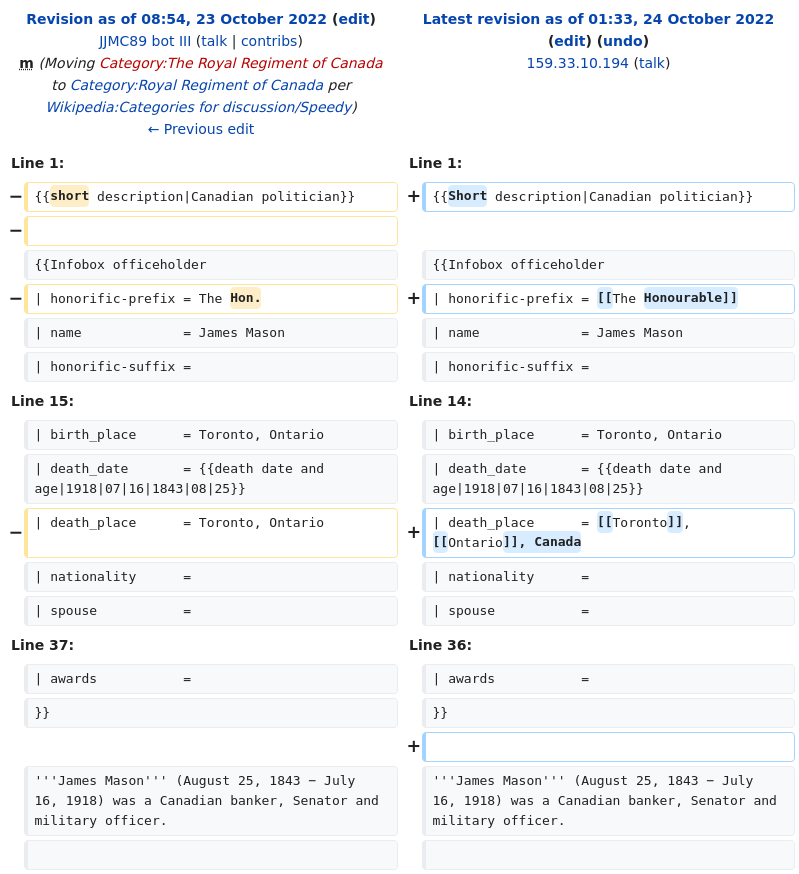 Revision as of 08:54, 23 October 2022 (edit)
JJMC89 bot III (talk | contribs)
m (Moving Category:The Royal Regiment of Canada
to Category:Royal Regiment of Canada per
Wikipedia:Categories for discussion/Speedy)
← Previous edit
Latest revision as of 01:33, 24 October 2022
(edit) (undo)
159.33.10.194 (talk)
Line 1:
Line 1:
− {{short description|Canadian politician}}
+ {{Short description|Canadian politician}}
−
{{Infobox officeholder
{{Infobox officeholder
− | honorific-prefix = The Hon.
+ | honorific-prefix = [[The Honourable]]
| name             = James Mason
| name             = James Mason
| honorific-suffix =
| honorific-suffix =
Line 15:
Line 14:
| birth_place      = Toronto, Ontario
| birth_place      = Toronto, Ontario
| death_date       = {{death date and
age|1918|07|16|1843|08|25}}
| death_date       = {{death date and
age|1918|07|16|1843|08|25}}
− | death_place      = Toronto, Ontario
+ | death_place      = [[Toronto]],
[[Ontario]], Canada
| nationality      =
| nationality      =
| spouse           =
| spouse           =
Line 37:
Line 36:
| awards           =
| awards           =
}}
}}
+
'''James Mason''' (August 25, 1843 – July
16, 1918) was a Canadian banker, Senator and
military officer.
'''James Mason''' (August 25, 1843 – July
16, 1918) was a Canadian banker, Senator and
military officer.